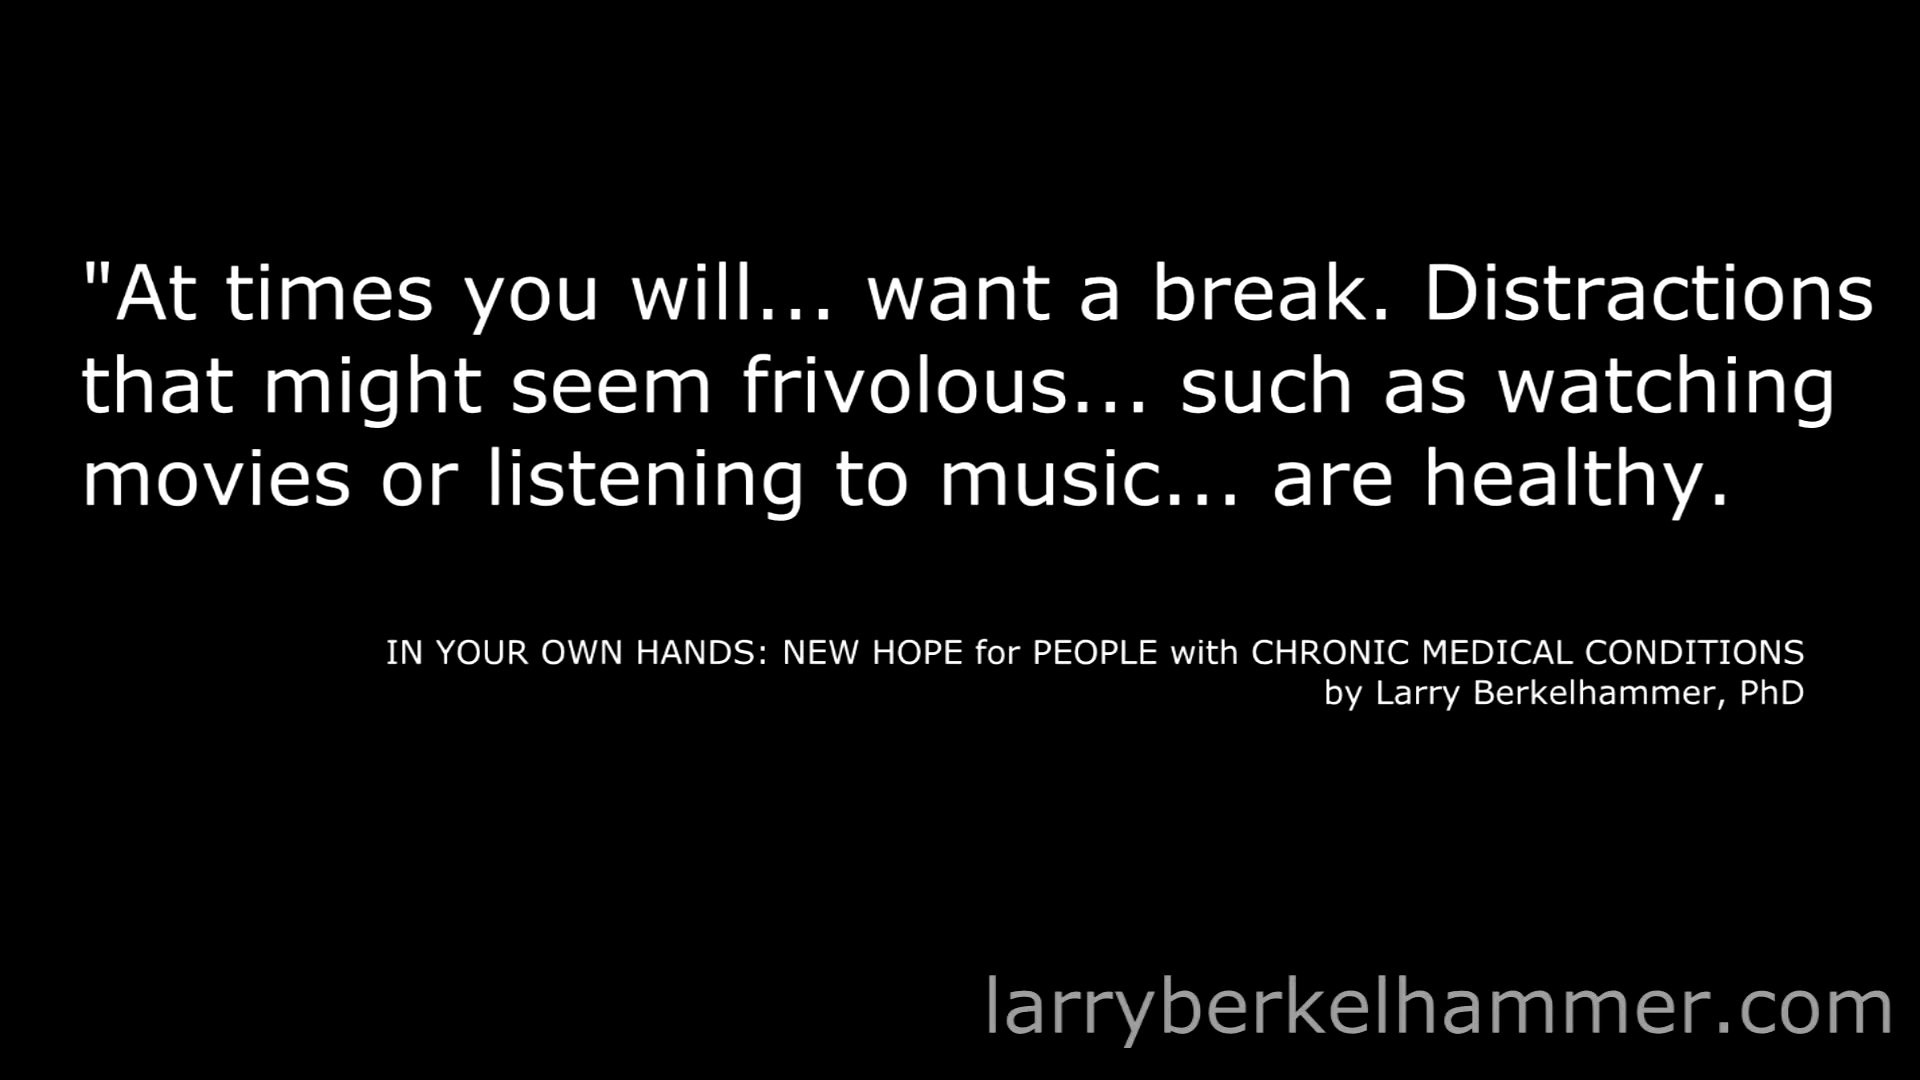 "At times you will... want a break. Distractions
that might seem frivolous... such as watching
movies or listening to music... are healthy.
IN YOUR OWN HANDS: NEW HOPE for PEOPLE with CHRONIC MEDICAL CONDITIONS
by Larry Berkelhammer, PhD
larryberkelhammer.com